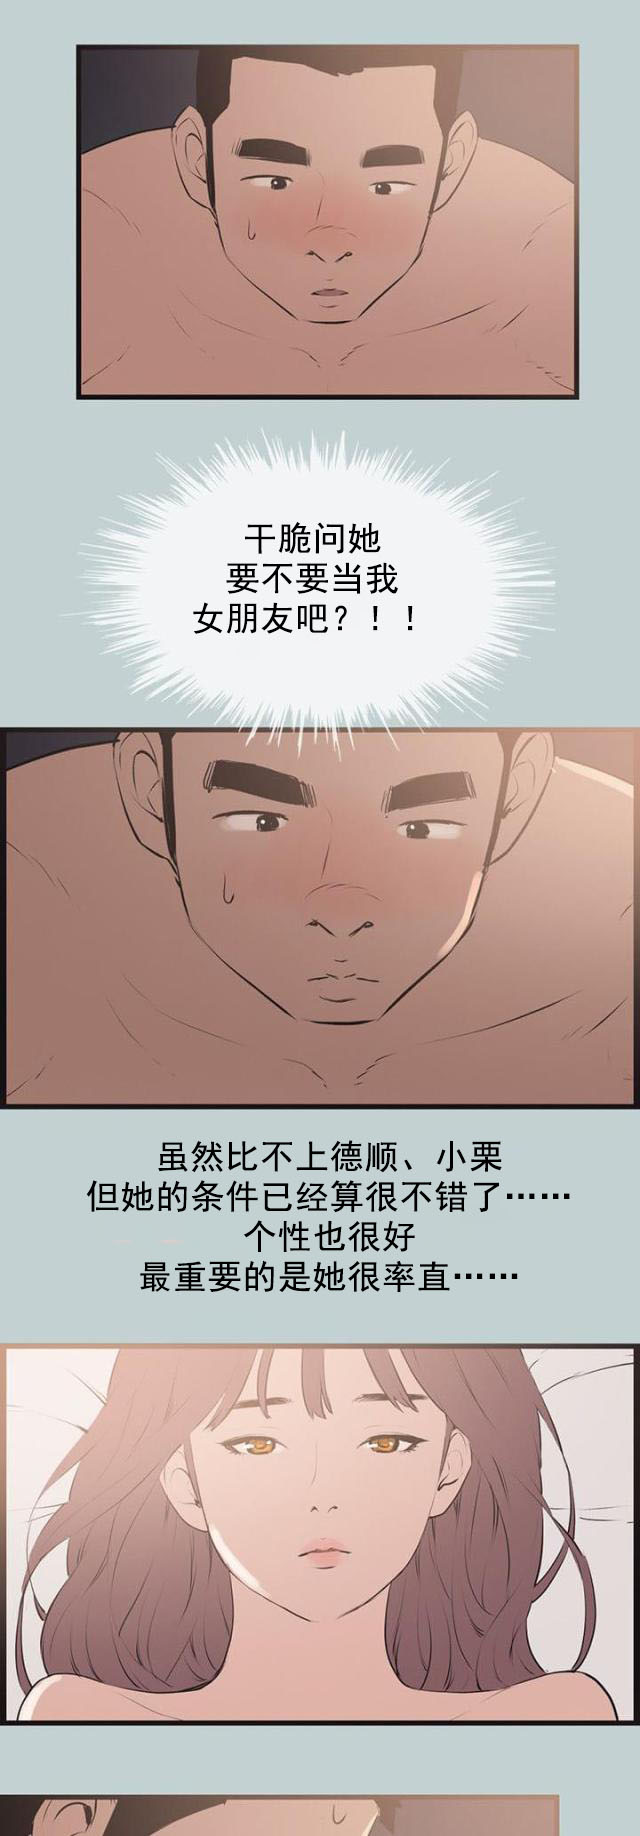 干脆问她
要不要当我
女朋友吧？！！
虽然比不上德顺、小栗
但她的条件已经算很不错了……
个性也很好
最重要的是她很率直……